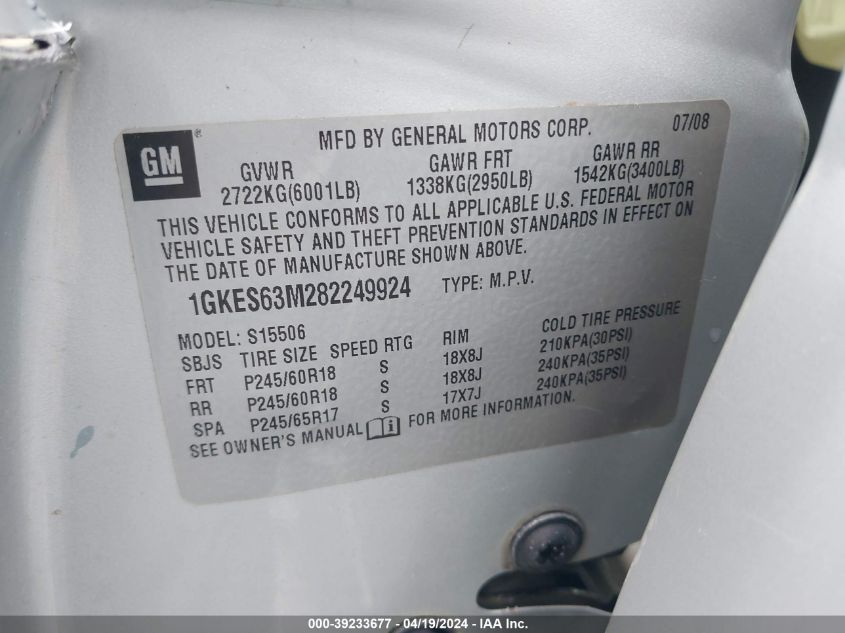 GM® MFD BY GENERAL MOTORS CORP. 07/08
GVWR GAWR FRT GAWR RR
2722KG(6001LB) 1338KG(2950LB) 1542KG(3400LB)
THIS VEHICLE CONFORMS TO ALL APPLICABLE U.S. FEDERAL MOTOR
VEHICLE SAFETY AND THEFT PREVENTION STANDARDS IN EFFECT ON
THE DATE OF MANUFACTURE SHOWN ABOVE.
1GKES63M282249924 TYPE: M.P.V.
MODEL: S15506
SBJS TIRE SIZE SPEED RTG RIM COLD TIRE PRESSURE
FRT P245/60R18 S 18X8J 210KPA(30PSI)
RR P245/60R18 S 18X8J 240KPA(35PSI)
SPA P245/65R17 S 17X7J 240KPA(35PSI)
SEE OWNER'S MANUAL FOR MORE INFORMATION.
000-39233677 - 04/19/2024 - IAA Inc.